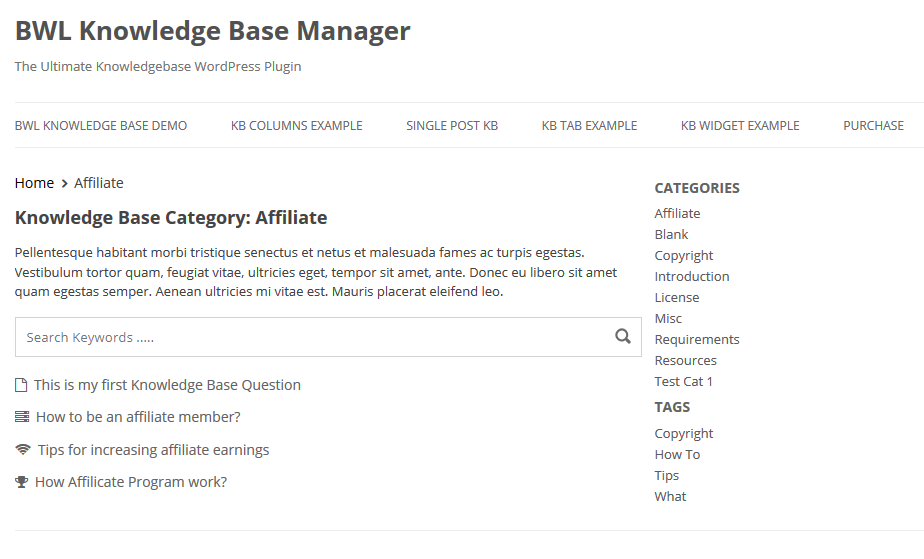 BWL Knowledge Base Manager
The Ultimate Knowledgebase WordPress Plugin
BWL KNOWLEDGE BASE DEMO KB COLUMNS EXAMPLE SINGLE POST KB KB TAB EXAMPLE KB WIDGET EXAMPLE PURCHASE
Home > Affiliate
Knowledge Base Category: Affiliate
Pellentesque habitant morbi tristique senectus et netus et malesuada fames ac turpis egestas.
Vestibulum tortor quam, feugiat vitae, ultricies eget, tempor sit amet, ante. Donec eu libero sit amet
quam egestas semper. Aenean ultricies mi vitae est. Mauris placerat eleifend leo.
Search Keywords .....
This is my first Knowledge Base Question
How to be an affiliate member?
Tips for increasing affiliate earnings
How Affilicate Program work?
CATEGORIES
Affiliate
Blank
Copyright
Introduction
License
Misc
Requirements
Resources
Test Cat 1
TAGS
Copyright
How To
Tips
What